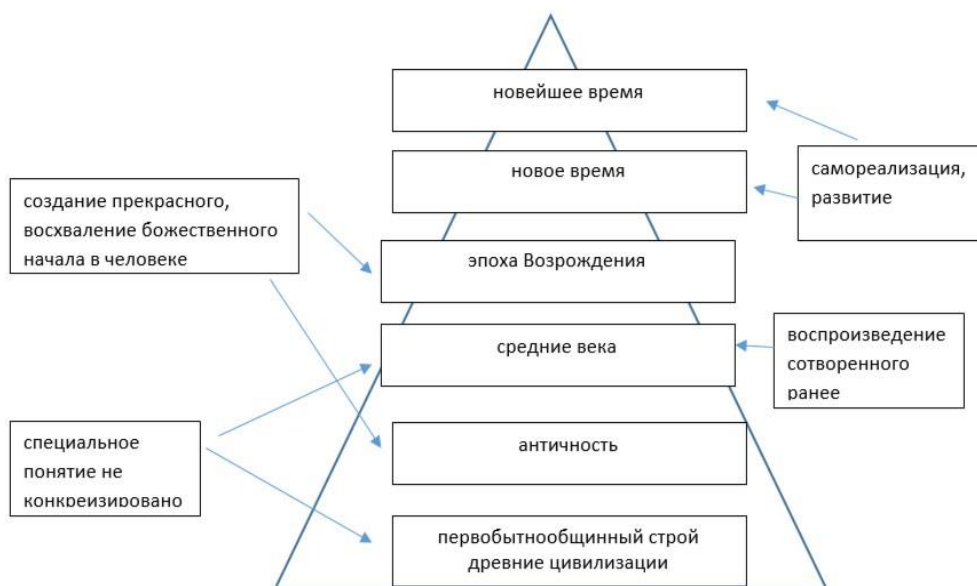 новейшее время
новое время
самореализация,
развитие
создание прекрасного,
восхваление божественного
начала в человеке
эпоха Возрождения
средние века
воспроизведение
сотворенного
ранее
специальное
понятие не
конкреизировано
античность
первобытнообщинный строй
древние цивилизации